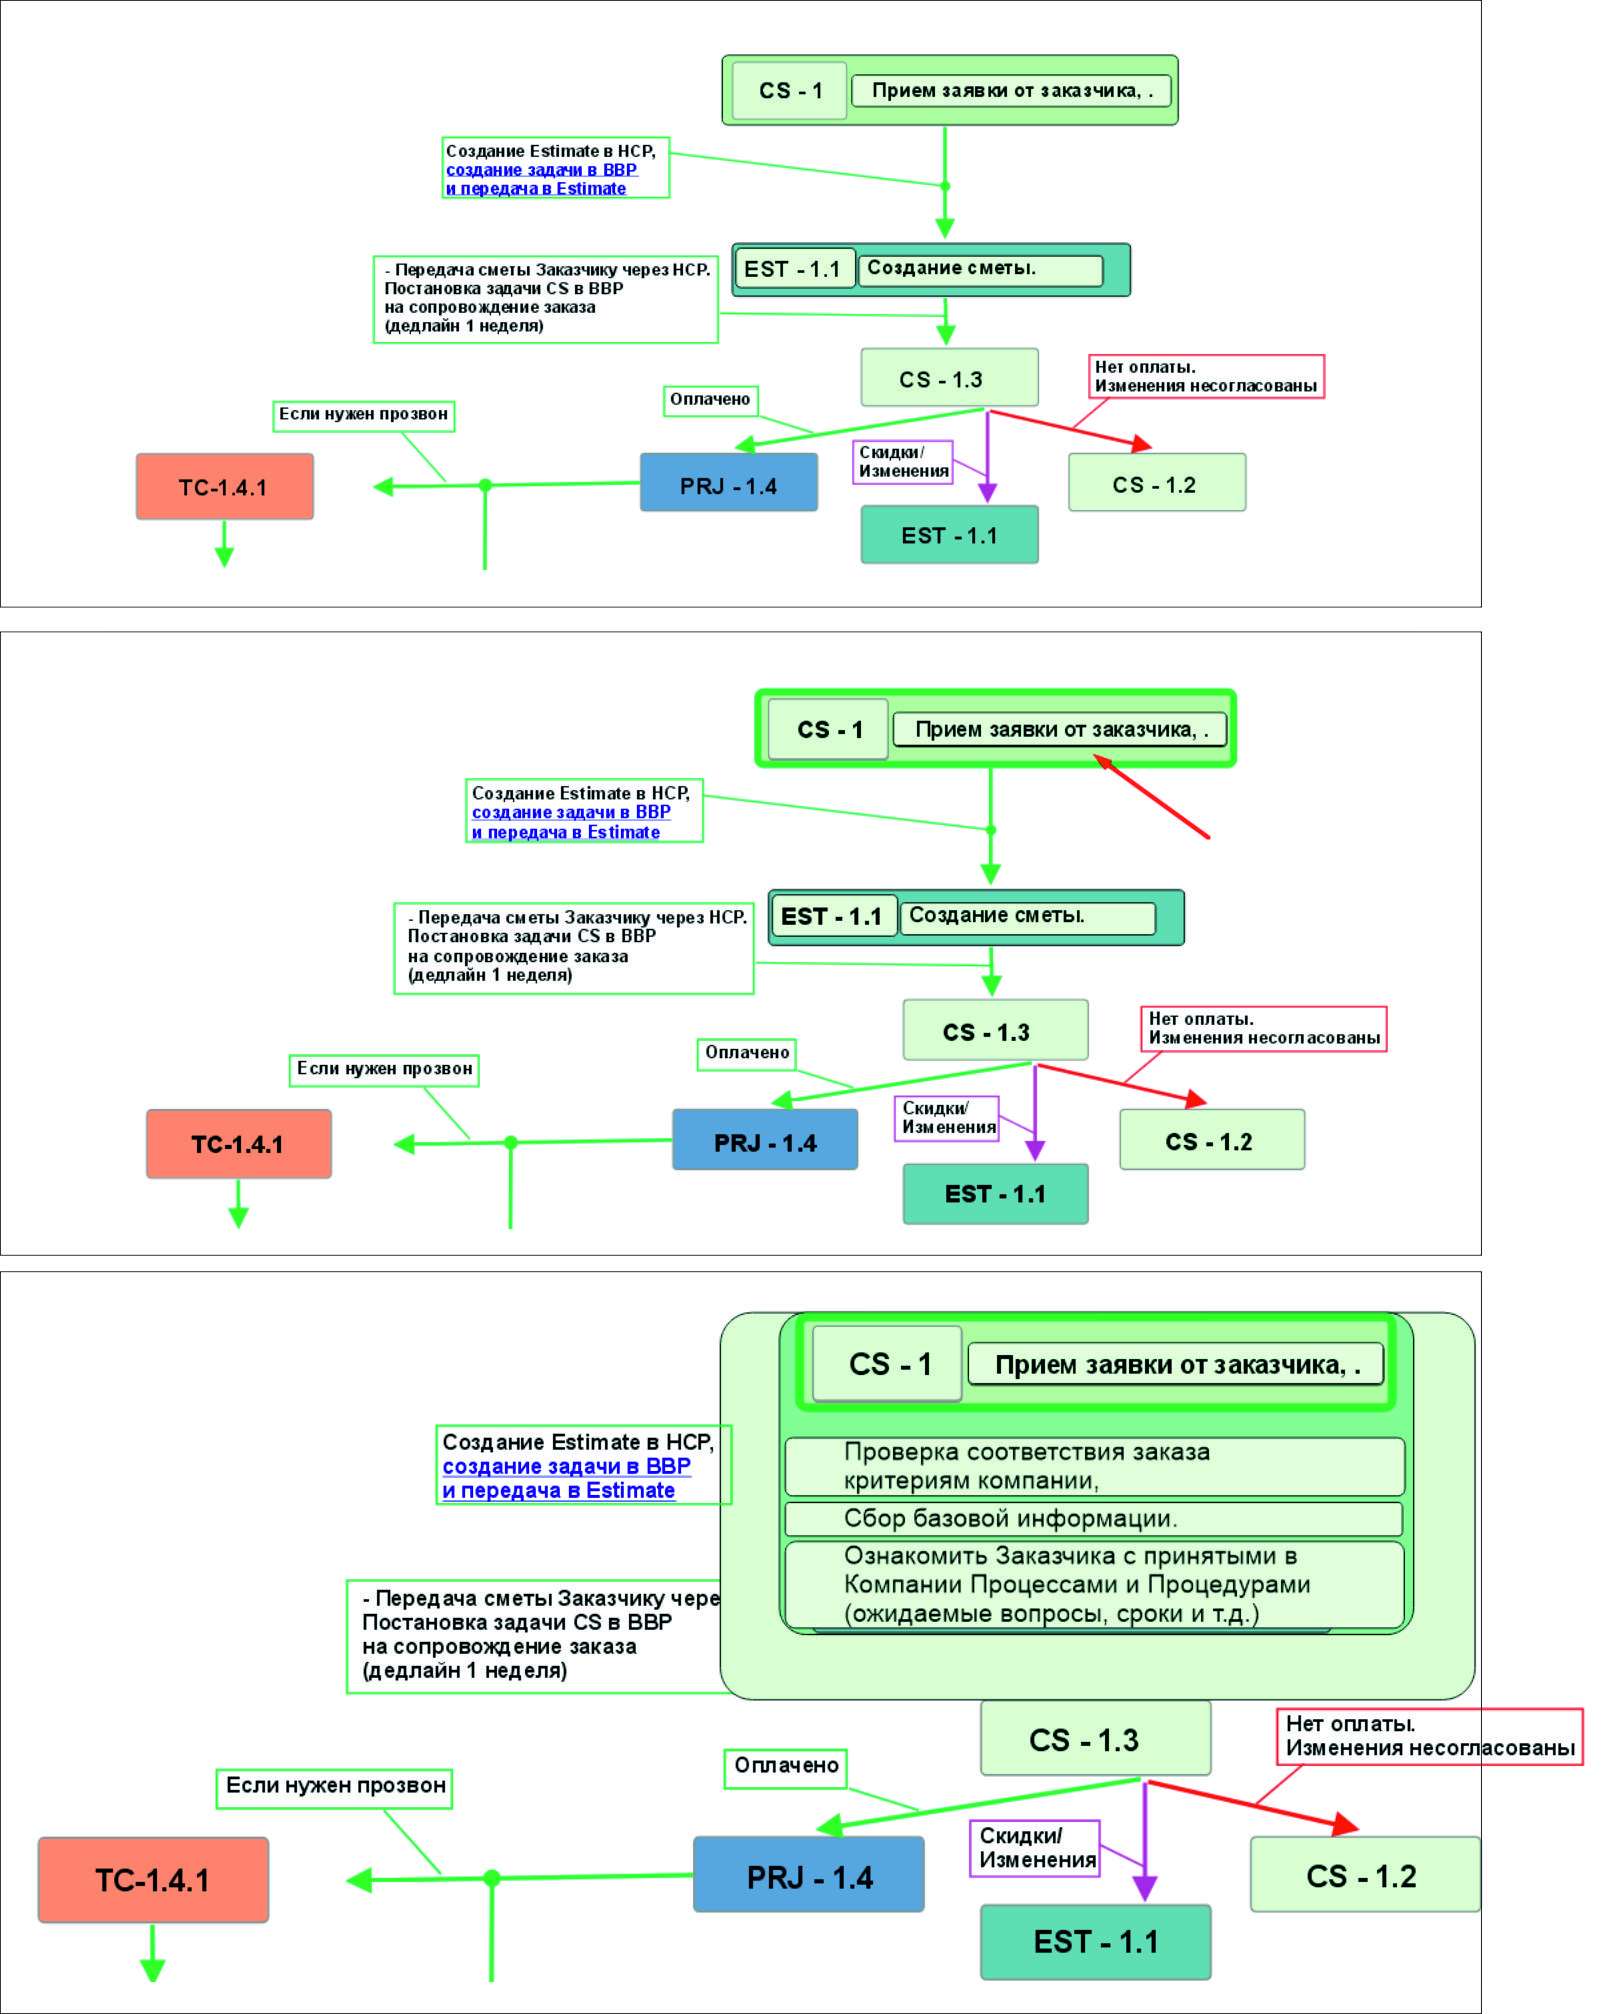 CS - 1
Прием заявки от заказчика, .
Создание Estimate в HCP,
создание задачи в ВВР
и передача в Estimate
EST - 1.1
Создание сметы.
- Передача сметы Заказчику через HCP.
Постановка задачи CS в ВВР
на сопровождение заказа
(дедлайн 1 неделя)
CS - 1.3
Нет оплаты.
Изменения несогласованы
Оплачено
Если нужен прозвон
Скидки/
Изменения
TC-1.4.1
PRJ - 1.4
CS - 1.2
EST - 1.1
CS - 1
Прием заявки от заказчика, .
Создание Estimate в HCP,
создание задачи в ВВР
и передача в Estimate
EST - 1.1
Создание сметы.
- Передача сметы Заказчику через HCP.
Постановка задачи CS в ВВР
на сопровождение заказа
(дедлайн 1 неделя)
CS - 1.3
Нет оплаты.
Изменения несогласованы
Оплачено
Если нужен прозвон
Скидки/
Изменения
TC-1.4.1
PRJ - 1.4
CS - 1.2
EST - 1.1
CS - 1
Прием заявки от заказчика, .
Создание Estimate в HCP,
создание задачи в ВВР
и передача в Estimate
Проверка соответствия заказа
критериям компании,
Сбор базовой информации.
Ознакомить Заказчика с принятыми в
Компании Процессами и Процедурами
(ожидаемые вопросы, сроки и т.д.)
- Передача сметы Заказчику чере
Постановка задачи CS в ВВР
на сопровождение заказа
(дедлайн 1 неделя)
CS - 1.3
Нет оплаты.
Изменения несогласованы
Оплачено
Если нужен прозвон
Скидки/
Изменения
TC-1.4.1
PRJ - 1.4
CS - 1.2
EST - 1.1